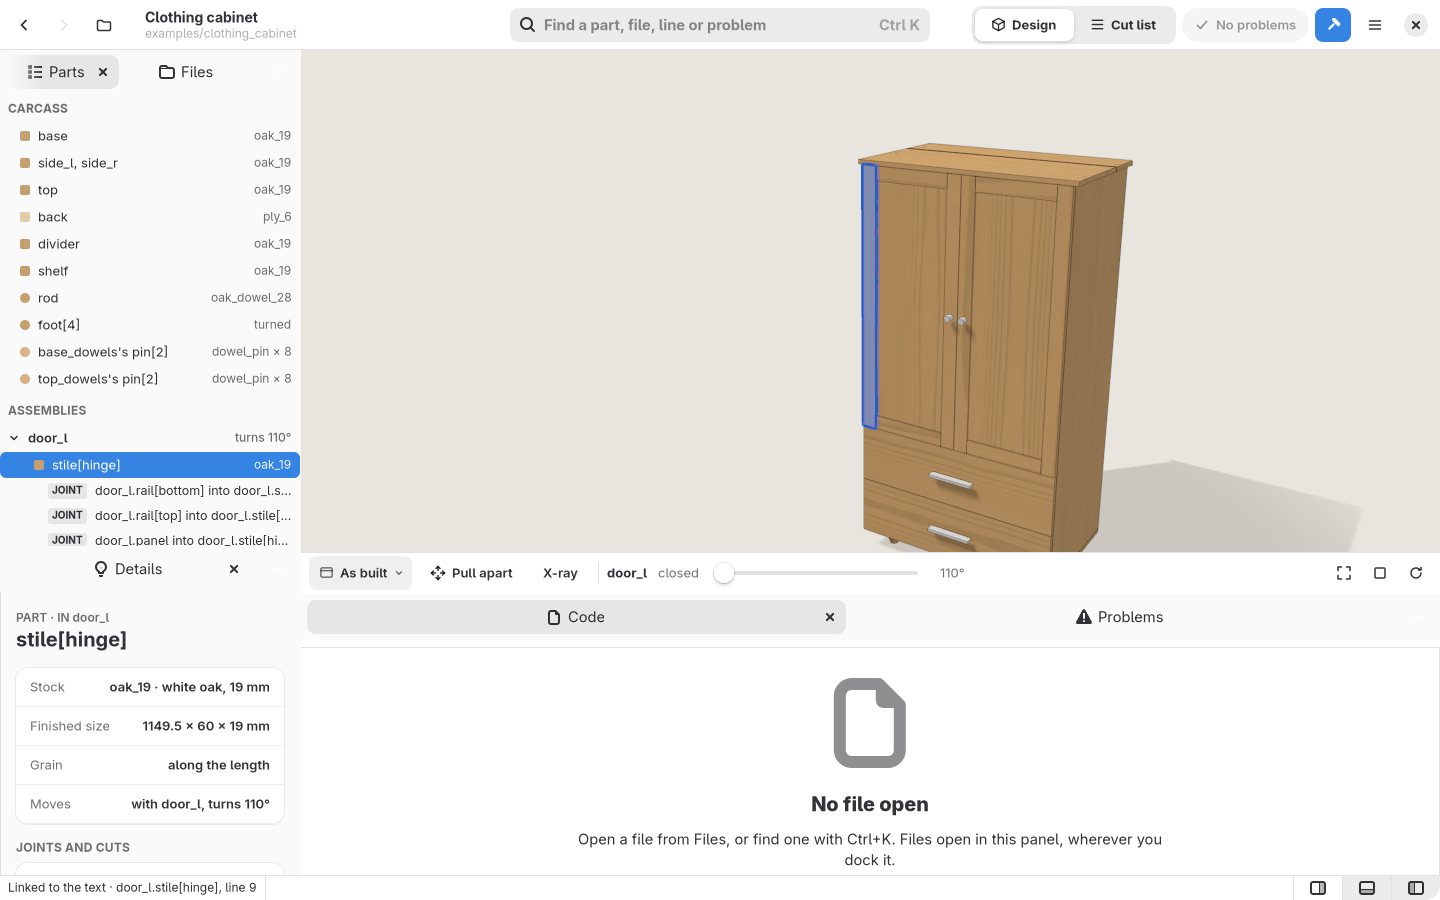 Clothing cabinet
examples/clothing_cabinet
Find a part, file, line or problem
Ctrl K
Design
Cut list
No problems
Parts
Files
CARCASS
base
oak_19
side_l, side_r
oak_19
top
oak_19
back
ply_6
divider
oak_19
shelf
oak_19
rod
oak_dowel_28
foot[4]
turned
base_dowels's pin[2]
dowel_pin × 8
top_dowels's pin[2]
dowel_pin × 8
ASSEMBLIES
door_l
turns 110°
stile[hinge]
oak_19
JOINT door_l.rail[bottom] into door_l.s...
JOINT door_l.rail[top] into door_l.stile[...
JOINT door_l.panel into door_l.stile[hi...
Details
PART · IN door_l
stile[hinge]
Stock
oak_19 · white oak, 19 mm
Finished size
1149.5 × 60 × 19 mm
Grain
along the length
Moves
with door_l, turns 110°
JOINTS AND CUTS
As built
Pull apart
X-ray
door_l
closed
110°
Code
Problems
No file open
Open a file from Files, or find one with Ctrl+K. Files open in this panel, wherever you
dock it.
Linked to the text · door_l.stile[hinge], line 9